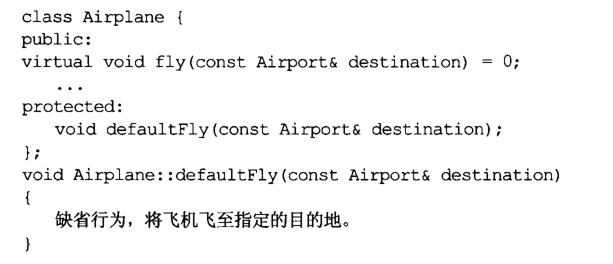 class Airplane {
public:
virtual void fly(const Airport& destination) = 0;
...
protected:
void defaultFly(const Airport& destination);
};
void Airplane::defaultFly(const Airport& destination)
{
缺省行为，将飞机飞至指定的目的地。
}